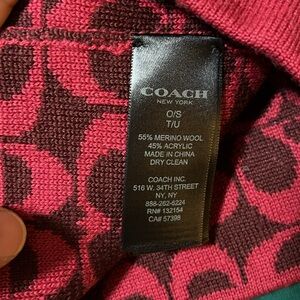 COACH
NEW YORK
O/S
T/U
55% MERINO WOOL
45% ACRYLIC
MADE IN CHINA
DRY CLEAN
COACH INC.
516 W. 34TH STREET
NY, NY
888-262-6224
RN# 132154
CA# 57398